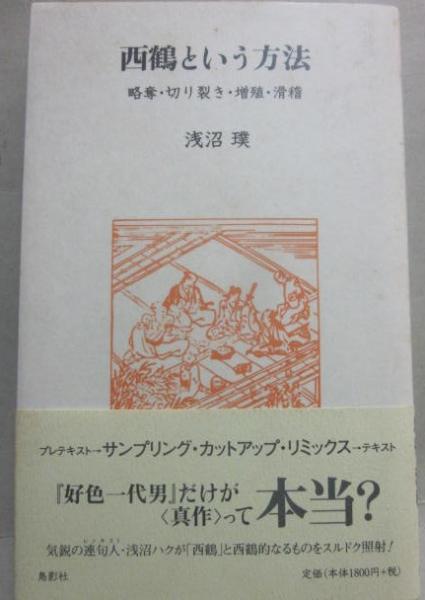 西鶴という方法
略奪・切り裂き・増殖・滑稽
浅沼 璞
プレテキスト→サンプリング・カットアップ・リミックス→テキスト
『好色一代男』だけが
〈真作〉って
本当?
気鋭の連句人・浅沼ハクが「西鶴」と西鶴的なるものをスルドク照射!
鳥影社
定価(本体1800円+税)